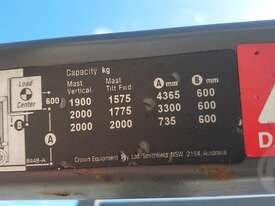 Capacity kg
Load Center
600
Mast Vertical
Mast Tilt Fwd
A mm
B mm
1900 1575 4365 600
2000 1775 3300 600
2000 2000 735 600
B
A
8448-A
Crown Equipment Pty. Ltd. Smithfield NSW 2164, Australia
D